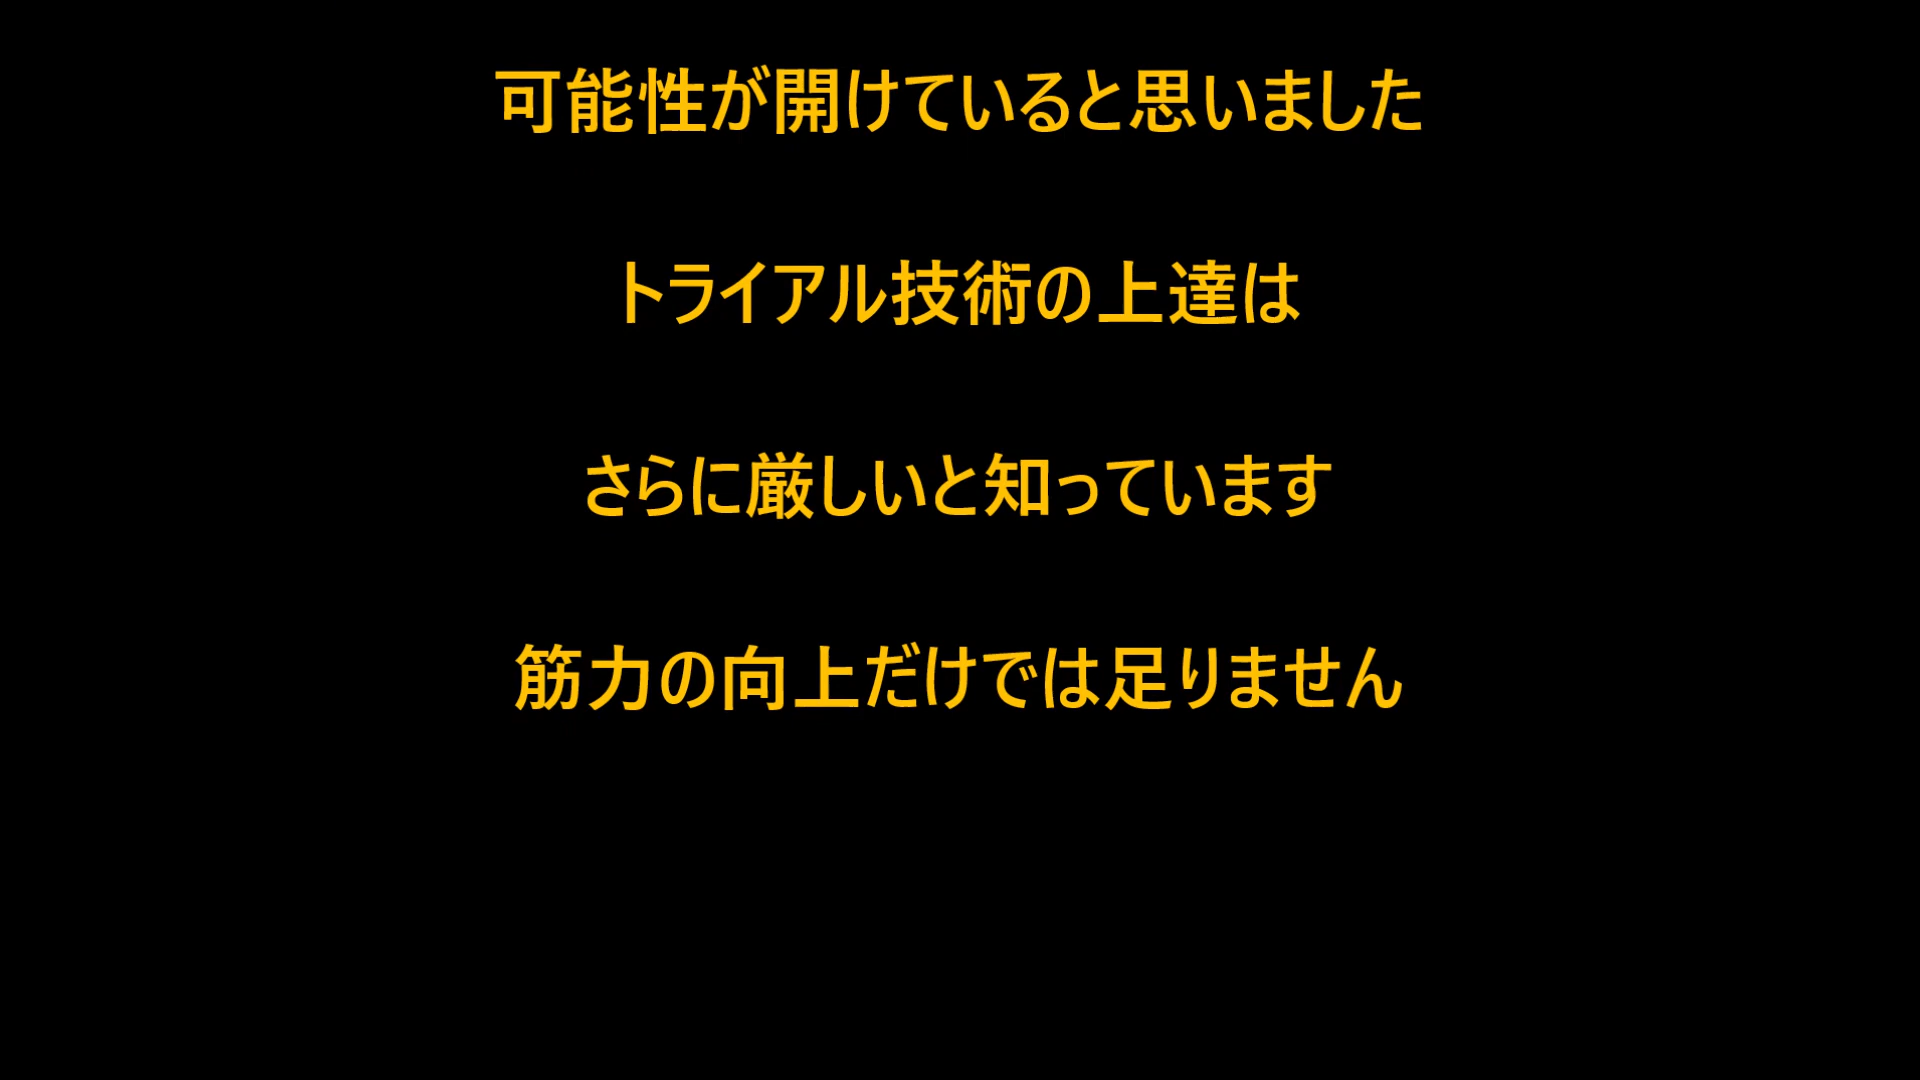 可能性が開けていると思いました
トライアル技術の上達は
さらに厳しいと知っています
筋力の向上だけでは足りません